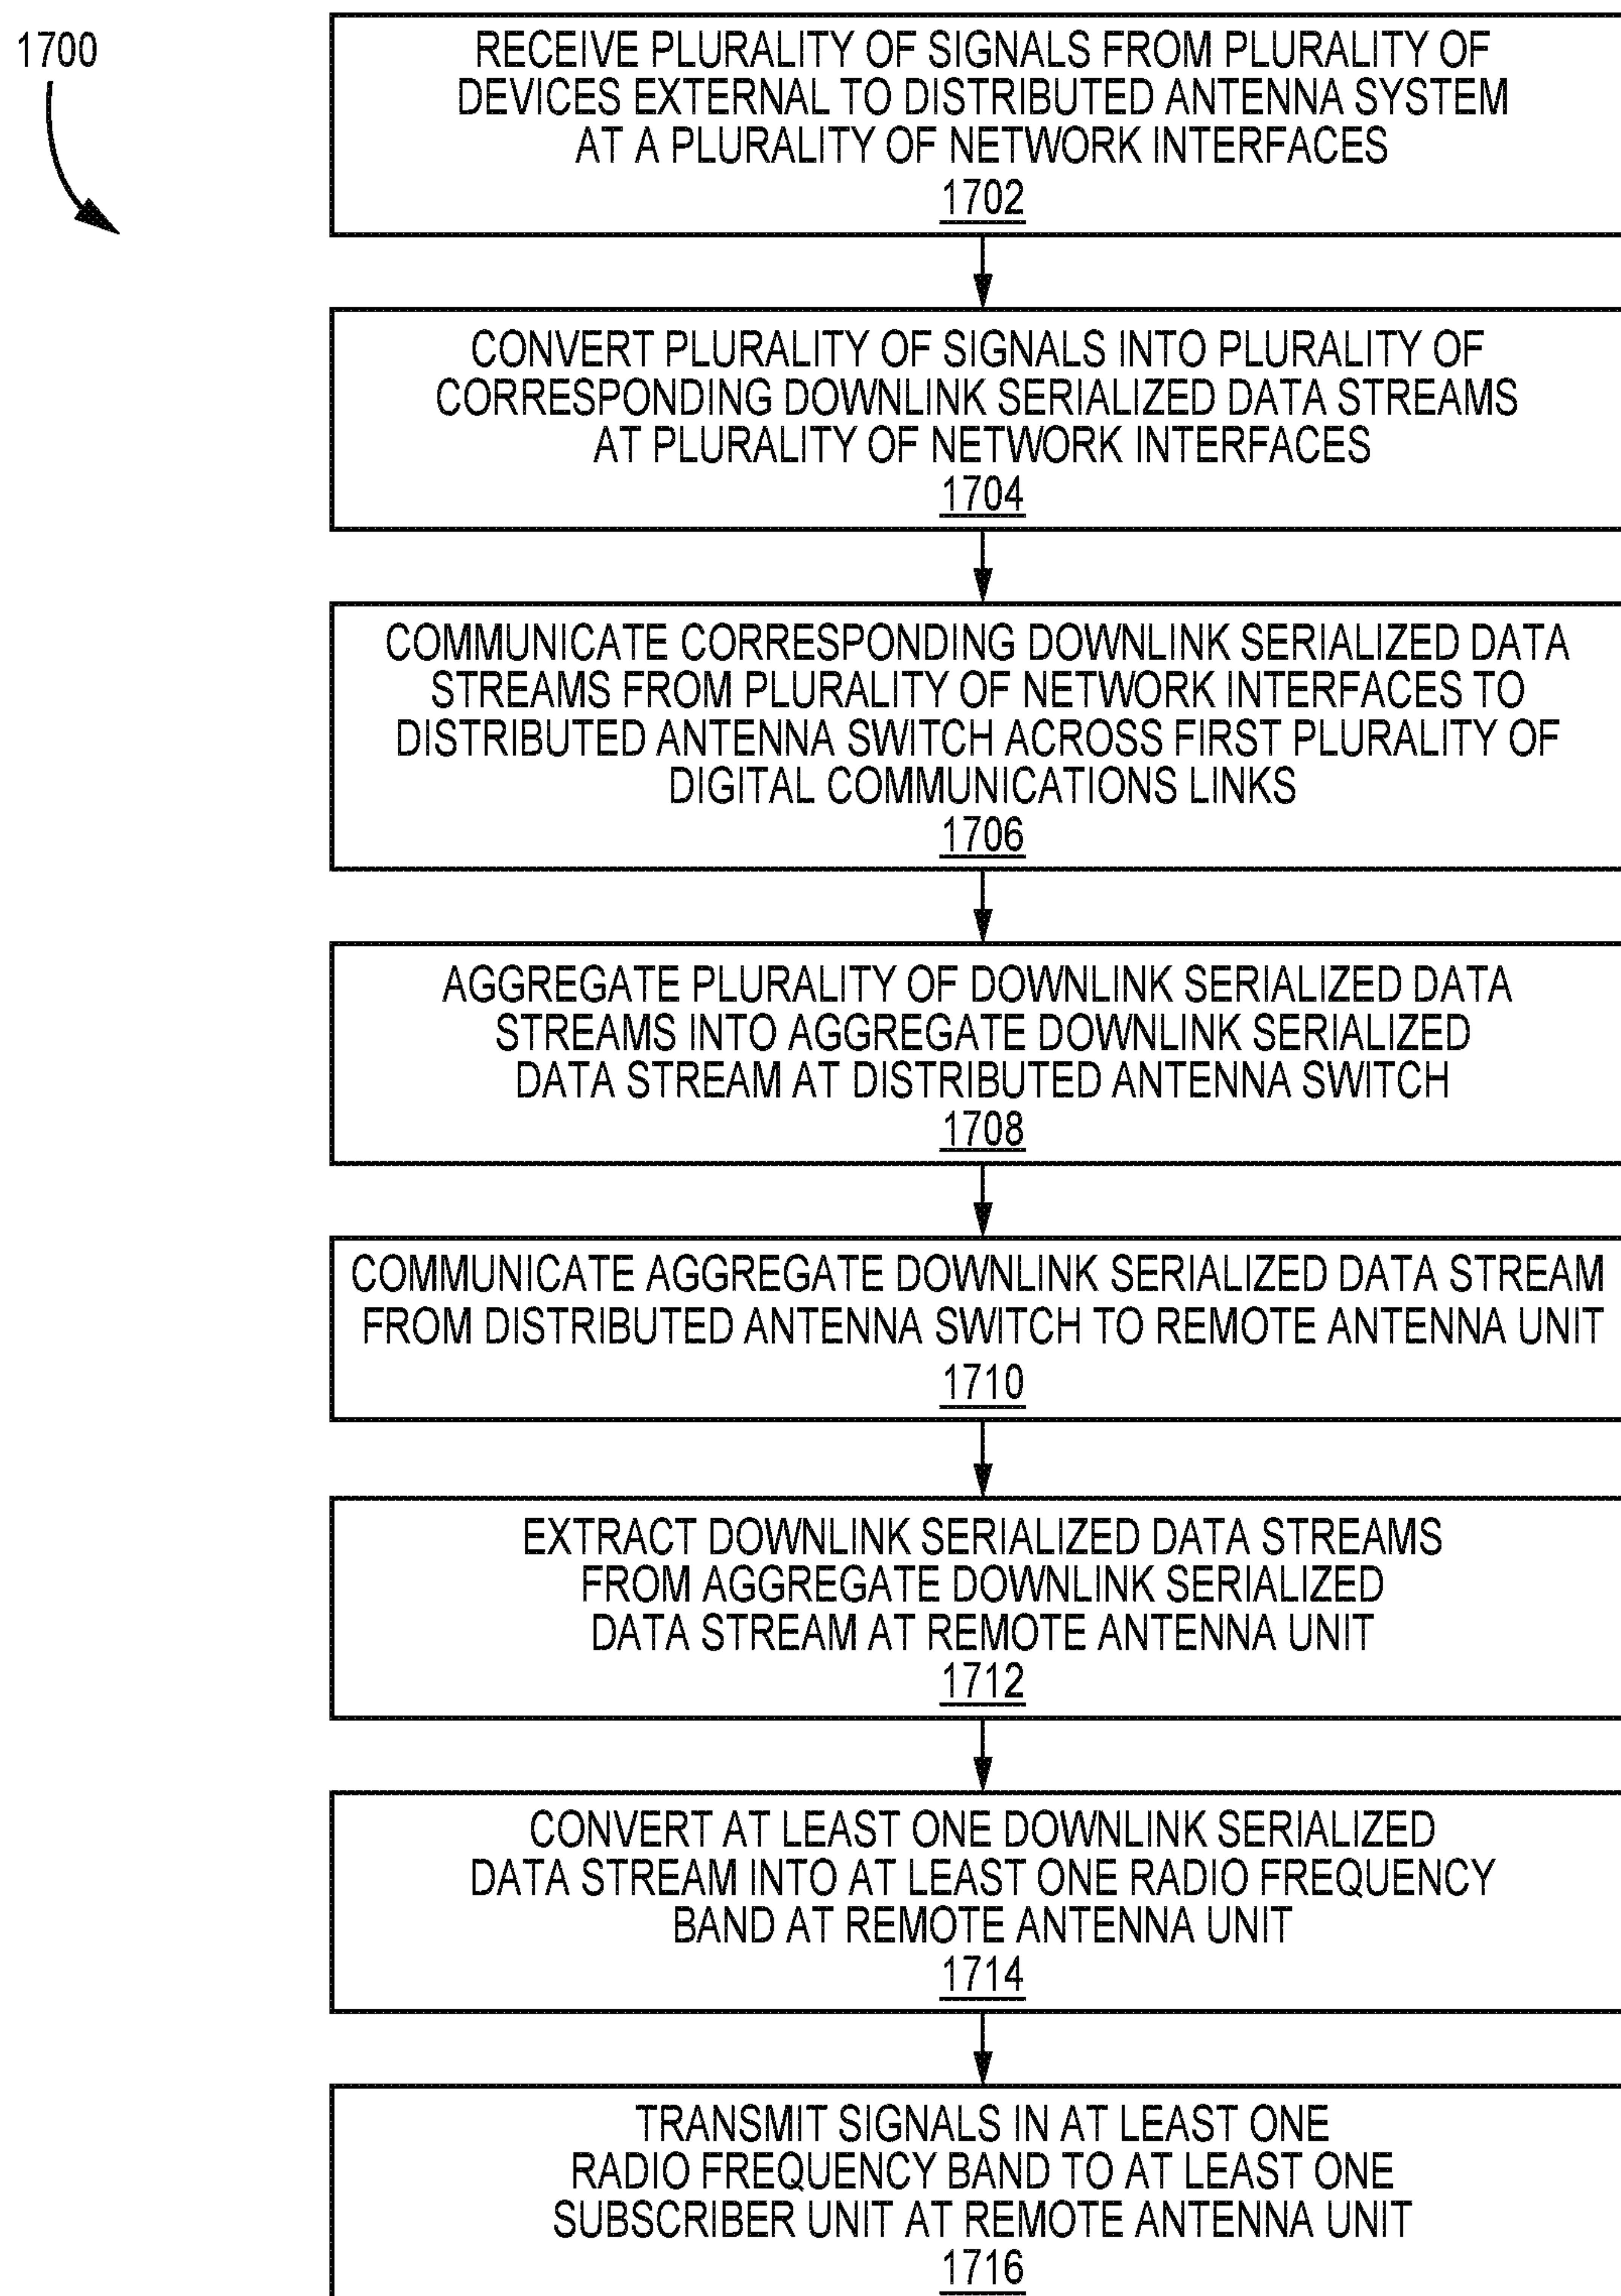 1700
RECEIVE PLURALITY OF SIGNALS FROM PLURALITY OF
DEVICES EXTERNAL TO DISTRIBUTED ANTENNA SYSTEM
AT A PLURALITY OF NETWORK INTERFACES
1702
CONVERT PLURALITY OF SIGNALS INTO PLURALITY OF
CORRESPONDING DOWNLINK SERIALIZED DATA STREAMS
AT PLURALITY OF NETWORK INTERFACES
1704
COMMUNICATE CORRESPONDING DOWNLINK SERIALIZED DATA
STREAMS FROM PLURALITY OF NETWORK INTERFACES TO
DISTRIBUTED ANTENNA SWITCH ACROSS FIRST PLURALITY OF
DIGITAL COMMUNICATIONS LINKS
1706
AGGREGATE PLURALITY OF DOWNLINK SERIALIZED DATA
STREAMS INTO AGGREGATE DOWNLINK SERIALIZED
DATA STREAM AT DISTRIBUTED ANTENNA SWITCH
1708
COMMUNICATE AGGREGATE DOWNLINK SERIALIZED DATA STREAM
FROM DISTRIBUTED ANTENNA SWITCH TO REMOTE ANTENNA UNIT
1710
EXTRACT DOWNLINK SERIALIZED DATA STREAMS
FROM AGGREGATE DOWNLINK SERIALIZED
DATA STREAM AT REMOTE ANTENNA UNIT
1712
CONVERT AT LEAST ONE DOWNLINK SERIALIZED
DATA STREAM INTO AT LEAST ONE RADIO FREQUENCY
BAND AT REMOTE ANTENNA UNIT
1714
TRANSMIT SIGNALS IN AT LEAST ONE
RADIO FREQUENCY BAND TO AT LEAST ONE
SUBSCRIBER UNIT AT REMOTE ANTENNA UNIT
1716